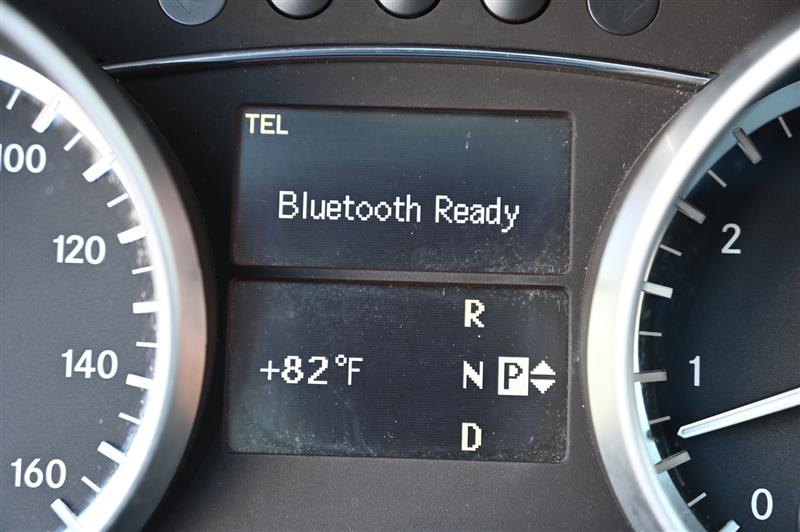 TEL
Bluetooth Ready
+82°F
R
N P
D
100
120
140
160
2
1
0